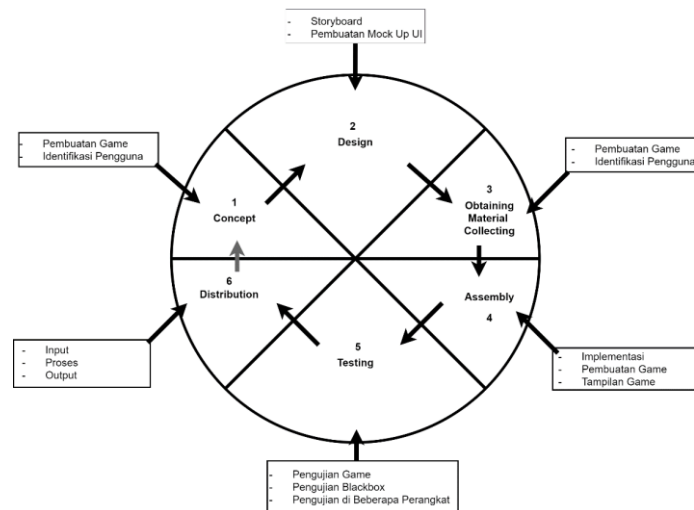 - Storyboard
- Pembuatan Mock Up UI
2
Design
- Pembuatan Game
- Identifikasi Pengguna
1
Concept
3
Obtaining
Material
Collecting
- Pembuatan Game
- Identifikasi Pengguna
6
Distribution
Assembly
4
5
Testing
- Input
- Proses
- Output
- Implementasi
- Pembuatan Game
- Tampilan Game
- Pengujian Game
- Pengujian Blackbox
- Pengujian di Beberapa Perangkat